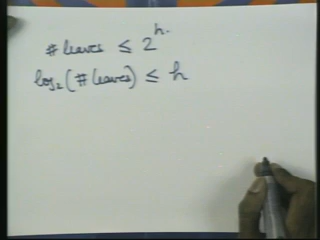 # leaves ≤ 2^h.
log₂(# leaves) ≤ h